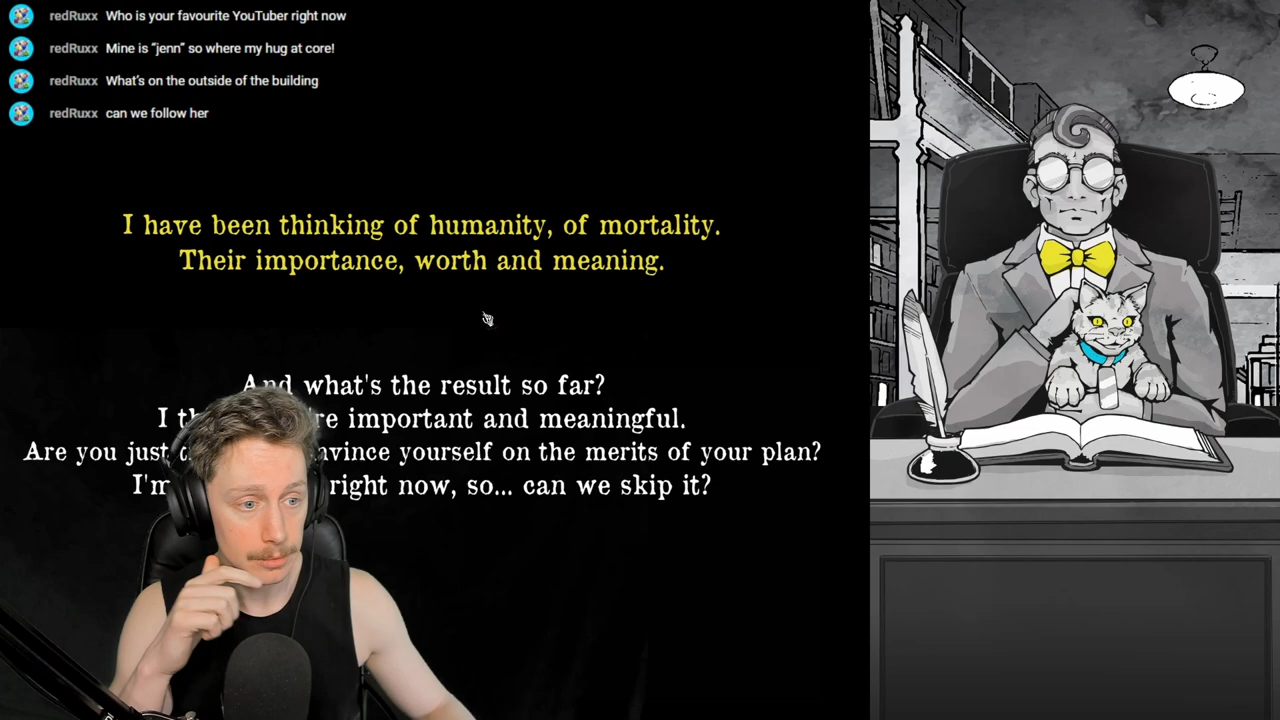 redRuxx Who is your favourite YouTuber right now
redRuxx Mine is “jenn” so where my hug at core!
redRuxx What's on the outside of the building
redRuxx can we follow her
I have been thinking of humanity, of mortality.
Their importance, worth and meaning.
And what's the result so far?
I important and meaningful.
Are you just yourself on the merits of your plan?
I'm right now, so... can we skip it?